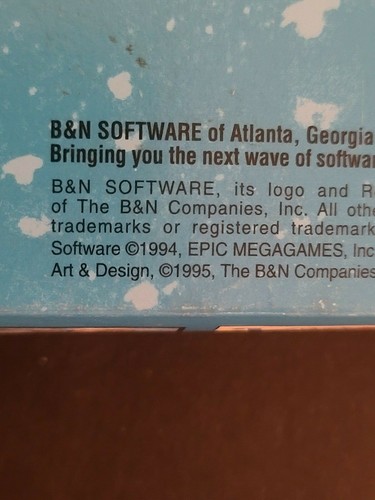 B&N SOFTWARE of Atlanta, Georgia
Bringing you the next wave of softwar
B&N SOFTWARE, its logo and R
of The B&N Companies, Inc. All othe
trademarks or registered trademark
Software ©1994, EPIC MEGAGAMES, Inc
Art & Design, ©1995, The B&N Companies